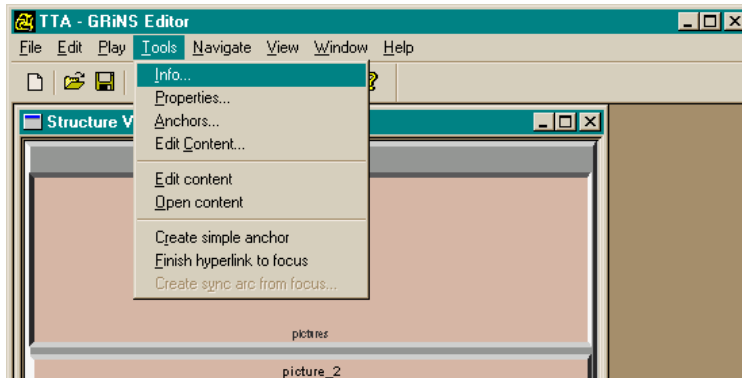 TTA - GRiNS Editor
File Edit Play Tools Navigate View Window Help
Info...
Properties...
Structure V
Anchors...
Edit Content...
Edit content
Open content
Create simple anchor
Finish hyperlink to focus
Create sync arc from focus...
pictures
picture_2